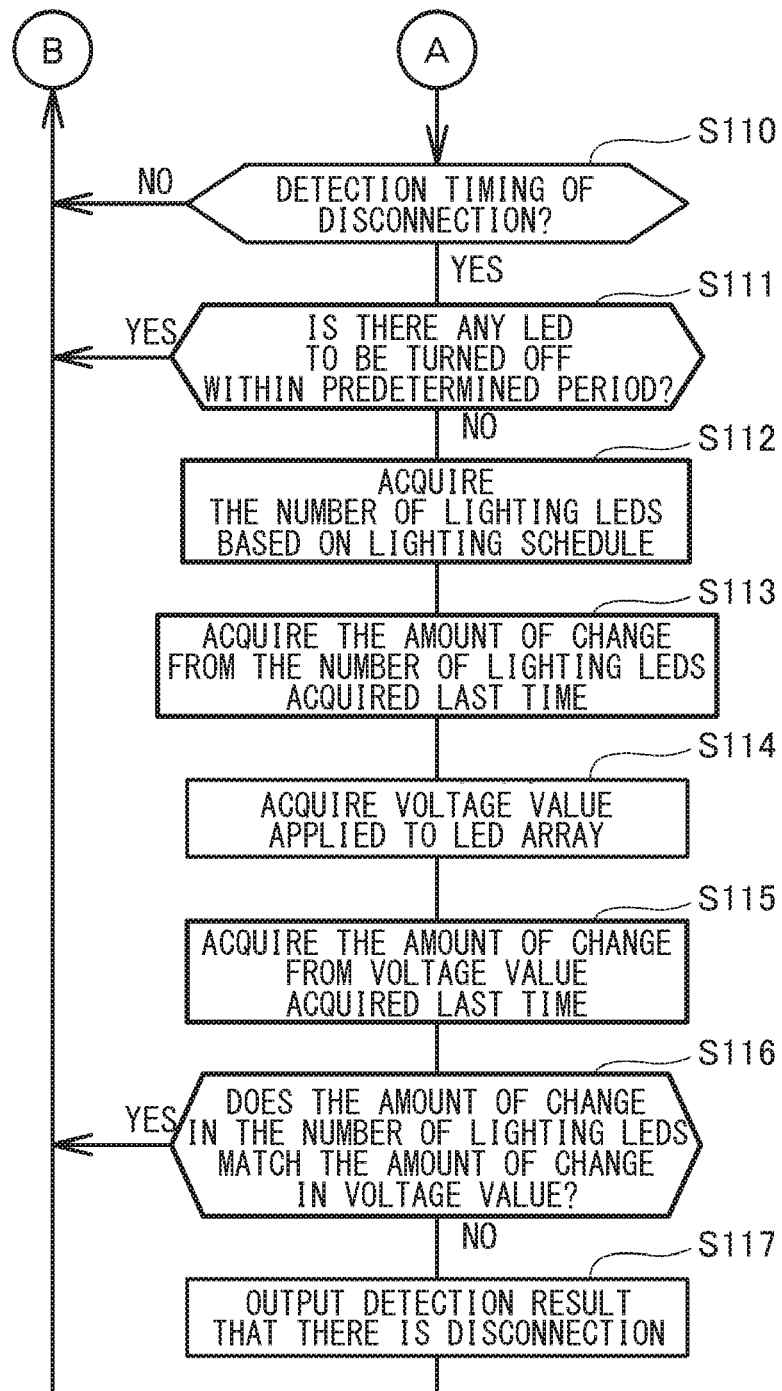 B
A
S110
NO
DETECTION TIMING OF
DISCONNECTION?
YES
S111
YES
IS THERE ANY LED
TO BE TURNED OFF
WITHIN PREDETERMINED PERIOD?
NO
S112
ACQUIRE
THE NUMBER OF LIGHTING LEDS
BASED ON LIGHTING SCHEDULE
S113
ACQUIRE THE AMOUNT OF CHANGE
FROM THE NUMBER OF LIGHTING LEDS
ACQUIRED LAST TIME
S114
ACQUIRE VOLTAGE VALUE
APPLIED TO LED ARRAY
S115
ACQUIRE THE AMOUNT OF CHANGE
FROM VOLTAGE VALUE
ACQUIRED LAST TIME
S116
YES
DOES THE AMOUNT OF CHANGE
IN THE NUMBER OF LIGHTING LEDS
MATCH THE AMOUNT OF CHANGE
IN VOLTAGE VALUE?
NO
S117
OUTPUT DETECTION RESULT
THAT THERE IS DISCONNECTION